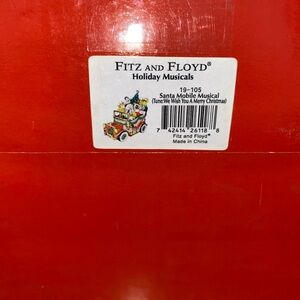 FITZ AND FLOYD®
Holiday Musicals
19-105
Santa Mobile Musical
(Tune:We Wish You A Merry Christmas)
7 42414 26118 8
Fitz and Floyd®
Made in China